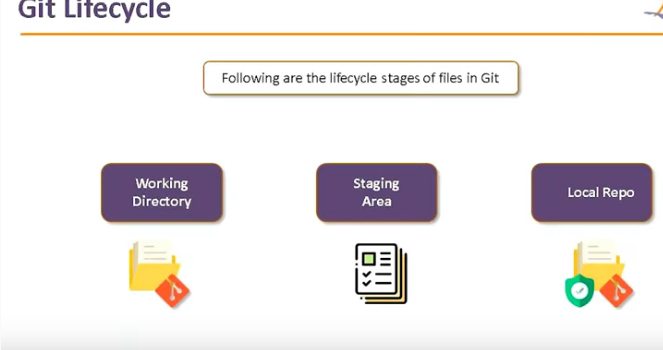 Git Lifecycle
Following are the lifecycle stages of files in Git
Working
Directory
Staging
Area
Local Repo